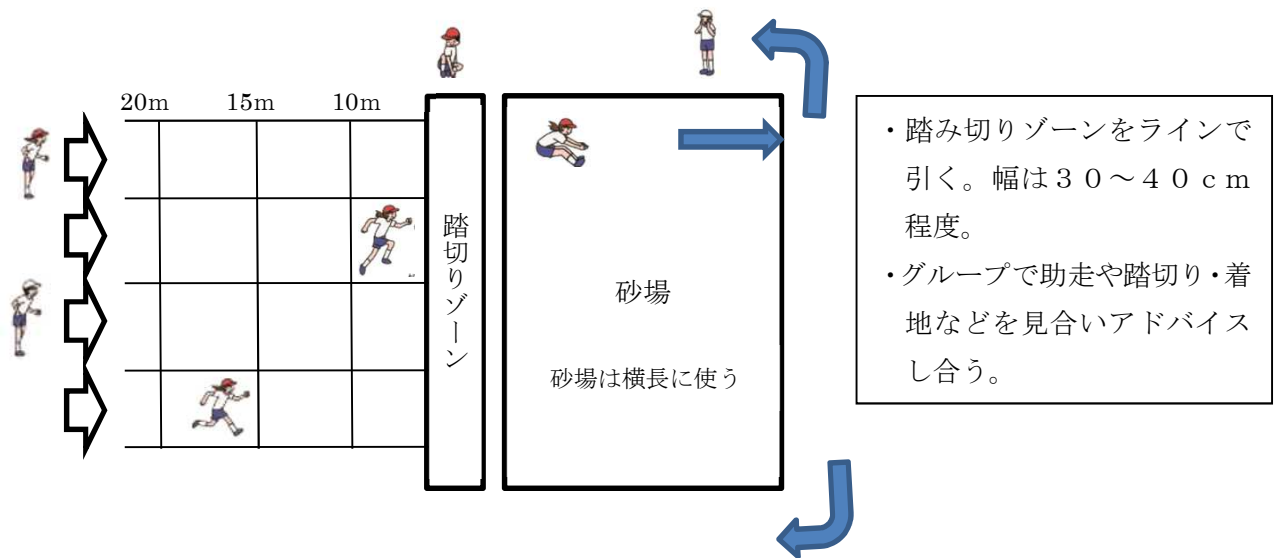 20m 15m 10m
踏切りゾーン
砂場
砂場は横長に使う
・踏み切りゾーンをラインで
引く。幅は３０～４０ｃｍ
程度。
・グループで助走や踏切り・着
地などを見合いアドバイス
し合う。